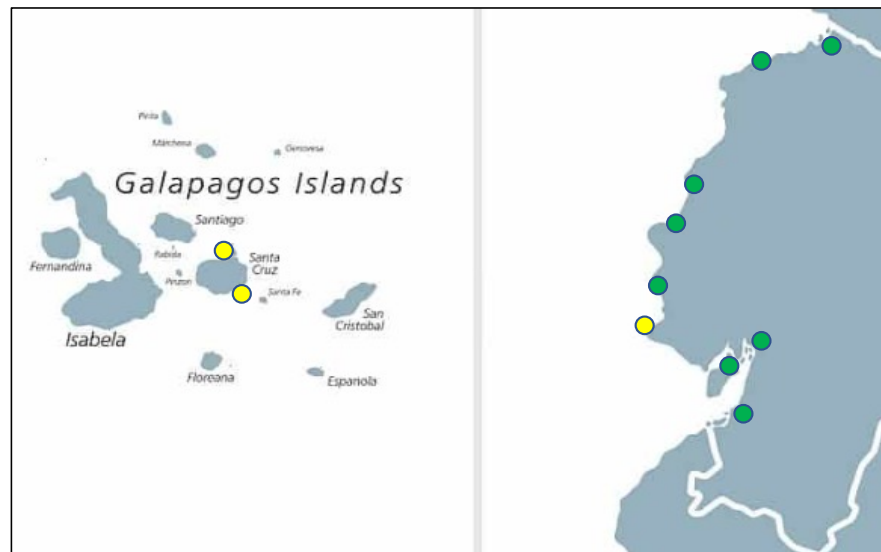 Pinta
Marchena
Genovesa
Galapagos Islands
Santiago
Rabida
Santa
Cruz
Fernandina
Pinzon
Santa Fe
San
Cristobal
Isabela
Floreana
Espanola